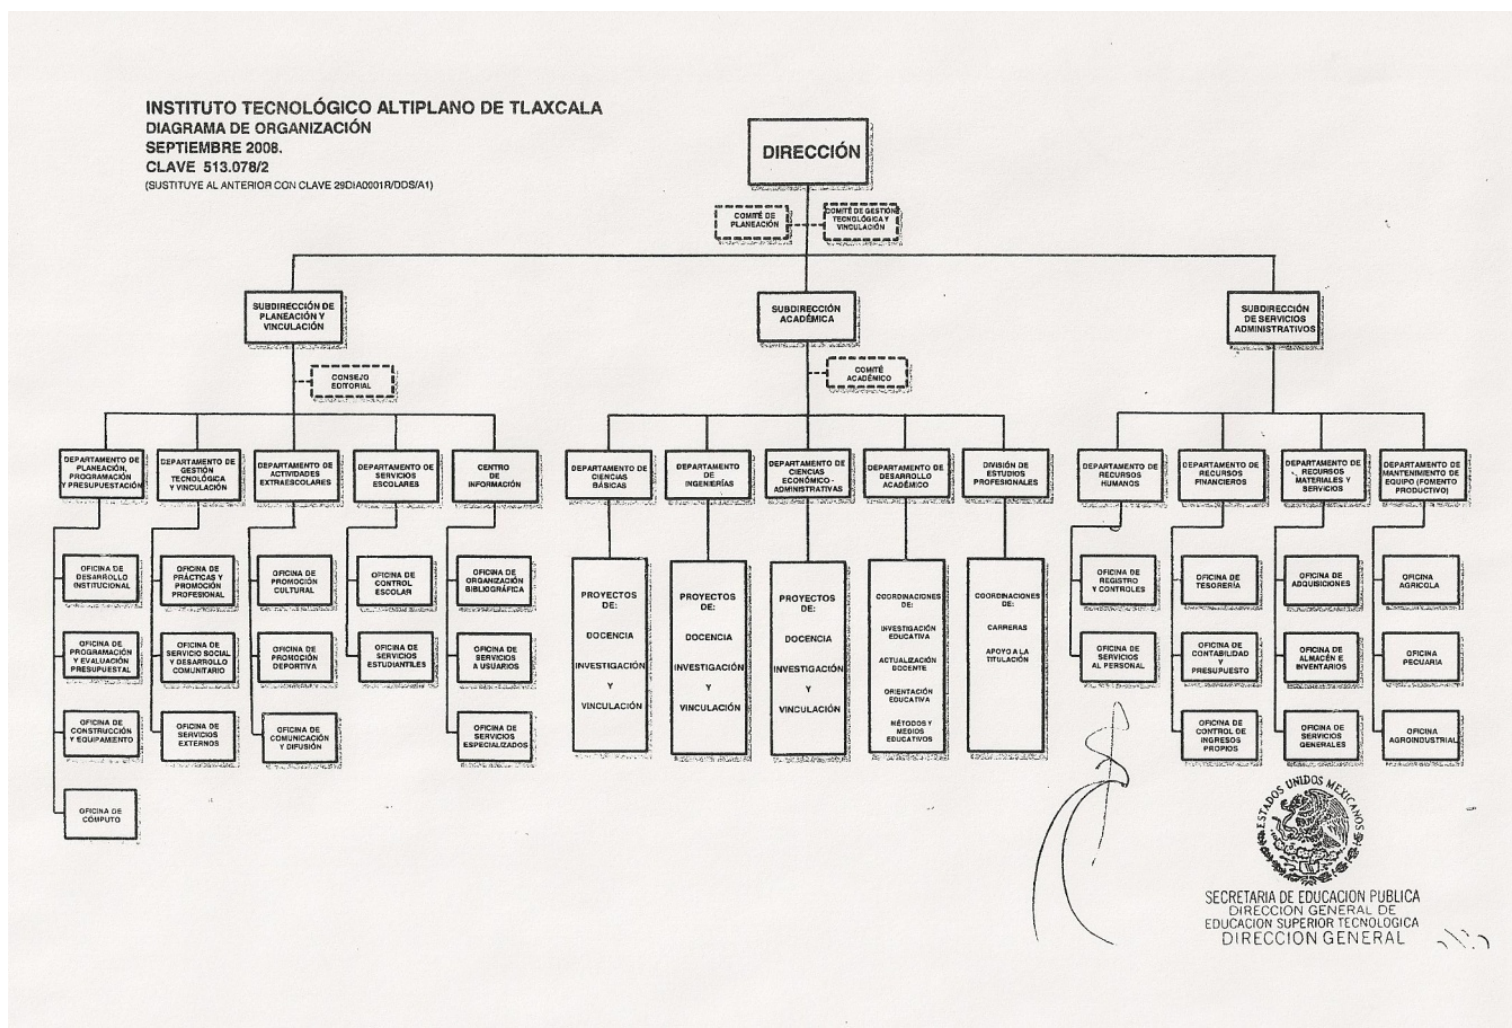 INSTITUTO TECNOLÓGICO ALTIPLANO DE TLAXCALA
DIAGRAMA DE ORGANIZACIÓN
SEPTIEMBRE 2008.
CLAVE 513.078/2
(SUSTITUYE AL ANTERIOR CON CLAVE 29DIA0001R/DDS/A1)
DIRECCIÓN
COMITÉ DE
PLANEACIÓN
COMITÉ DE GESTIÓN
TECNOLÓGICA Y
VINCULACIÓN
SUBDIRECCIÓN DE
PLANEACIÓN Y
VINCULACIÓN
SUBDIRECCIÓN
ACADÉMICA
SUBDIRECCIÓN
DE SERVICIOS
ADMINISTRATIVOS
CONSEJO
EDITORIAL
COMITÉ
ACADÉMICO
DEPARTAMENTO DE
PLANEACIÓN,
PROGRAMACIÓN
Y PRESUPUESTACIÓN
DEPARTAMENTO DE
GESTIÓN
TECNOLÓGICA
Y VINCULACIÓN
DEPARTAMENTO DE
ACTIVIDADES
EXTRAESCOLARES
DEPARTAMENTO DE
SERVICIOS
ESCOLARES
CENTRO
DE
INFORMACIÓN
DEPARTAMENTO DE
CIENCIAS
BÁSICAS
DEPARTAMENTO
DE
INGENIERÍAS
DEPARTAMENTO DE
CIENCIAS
ECONÓMICO -
ADMINISTRATIVAS
DEPARTAMENTO DE
DESARROLLO
ACADÉMICO
DIVISIÓN DE
ESTUDIOS
PROFESIONALES
DEPARTAMENTO DE
RECURSOS
HUMANOS
DEPARTAMENTO DE
RECURSOS
FINANCIEROS
DEPARTAMENTO DE
RECURSOS
MATERIALES Y
SERVICIOS
DEPARTAMENTO DE
MANTENIMIENTO DE
EQUIPO (FOMENTO
PRODUCTIVO)
OFICINA DE
DESARROLLO
INSTITUCIONAL
OFICINA DE
PROGRAMACIÓN
Y EVALUACIÓN
PRESUPUESTAL
OFICINA DE
CONSTRUCCIÓN
Y EQUIPAMIENTO
OFICINA DE
CÓMPUTO
OFICINA DE
PRÁCTICAS Y
PROMOCIÓN
PROFESIONAL
OFICINA DE
SERVICIO SOCIAL
Y DESARROLLO
COMUNITARIO
OFICINA DE
SERVICIOS
EXTERNOS
OFICINA DE
PROMOCIÓN
CULTURAL
OFICINA DE
PROMOCIÓN
DEPORTIVA
OFICINA DE
COMUNICACIÓN
Y DIFUSIÓN
OFICINA DE
CONTROL
ESCOLAR
OFICINA DE
SERVICIOS
ESTUDIANTILES
OFICINA DE
ORGANIZACIÓN
BIBLIOGRÁFICA
OFICINA DE
SERVICIOS
A USUARIOS
OFICINA DE
SERVICIOS
ESPECIALIZADOS
PROYECTOS
DE:
DOCENCIA
INVESTIGACIÓN
Y
VINCULACIÓN
PROYECTOS
DE:
DOCENCIA
INVESTIGACIÓN
Y
VINCULACIÓN
PROYECTOS
DE:
DOCENCIA
INVESTIGACIÓN
Y
VINCULACIÓN
COORDINACIONES
DE:
INVESTIGACIÓN
EDUCATIVA
ACTUALIZACIÓN
DOCENTE
ORIENTACIÓN
EDUCATIVA
MÉTODOS Y
MEDIOS
EDUCATIVOS
COORDINACIONES
DE:
CARRERAS
APOYO A LA
TITULACIÓN
OFICINA DE
REGISTRO
Y CONTROLES
OFICINA DE
SERVICIOS
AL PERSONAL
OFICINA DE
TESORERÍA
OFICINA DE
CONTABILIDAD
Y
PRESUPUESTO
OFICINA DE
CONTROL DE
INGRESOS
PROPIOS
OFICINA DE
ADQUISICIONES
OFICINA DE
ALMACÉN E
INVENTARIOS
OFICINA DE
SERVICIOS
GENERALES
OFICINA
AGRICOLA
OFICINA
PECUARIA
OFICINA
AGROINDUSTRIAL
ESTADOS UNIDOS MEXICANOS
SECRETARIA DE EDUCACION PUBLICA
DIRECCION GENERAL DE
EDUCACION SUPERIOR TECNOLOGICA
DIRECCION GENERAL